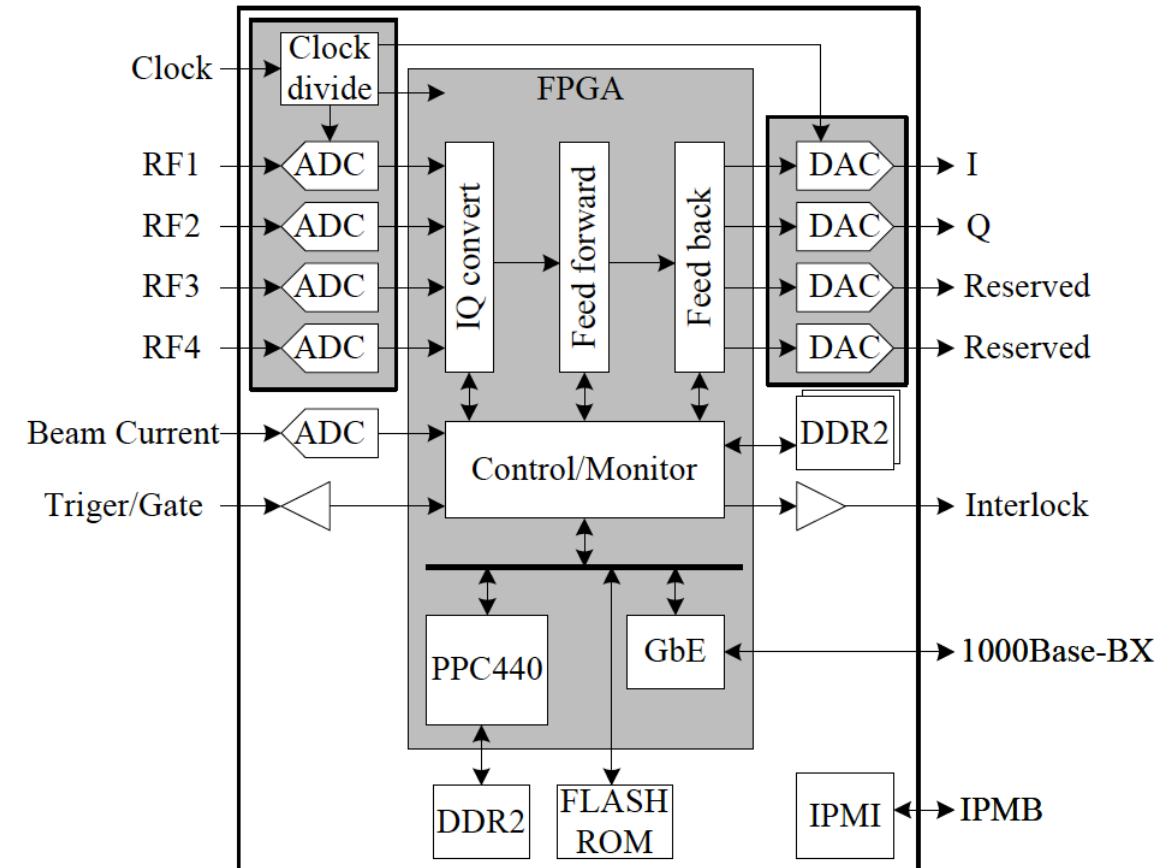 Clock
Clock
divide
FPGA
RF1
ADC
RF2
ADC
RF3
ADC
RF4
ADC
IQ convert
Feed forward
Feed back
DAC
I
DAC
Q
DAC
Reserved
DAC
Reserved
Beam Current
ADC
Control/Monitor
DDR2
Triger/Gate
Interlock
PPC440
GbE
1000Base-BX
DDR2
FLASH
ROM
IPMI
IPMB